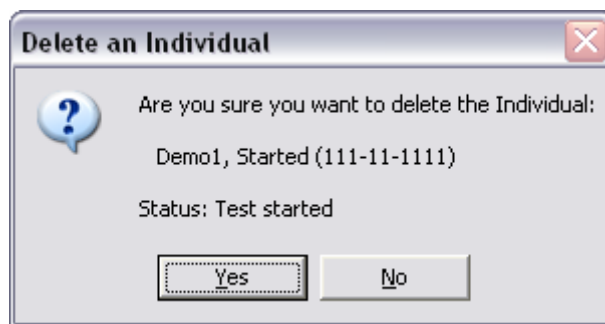 Delete an Individual
Are you sure you want to delete the Individual:
Demo1, Started (111-11-1111)
Status: Test started
Yes No